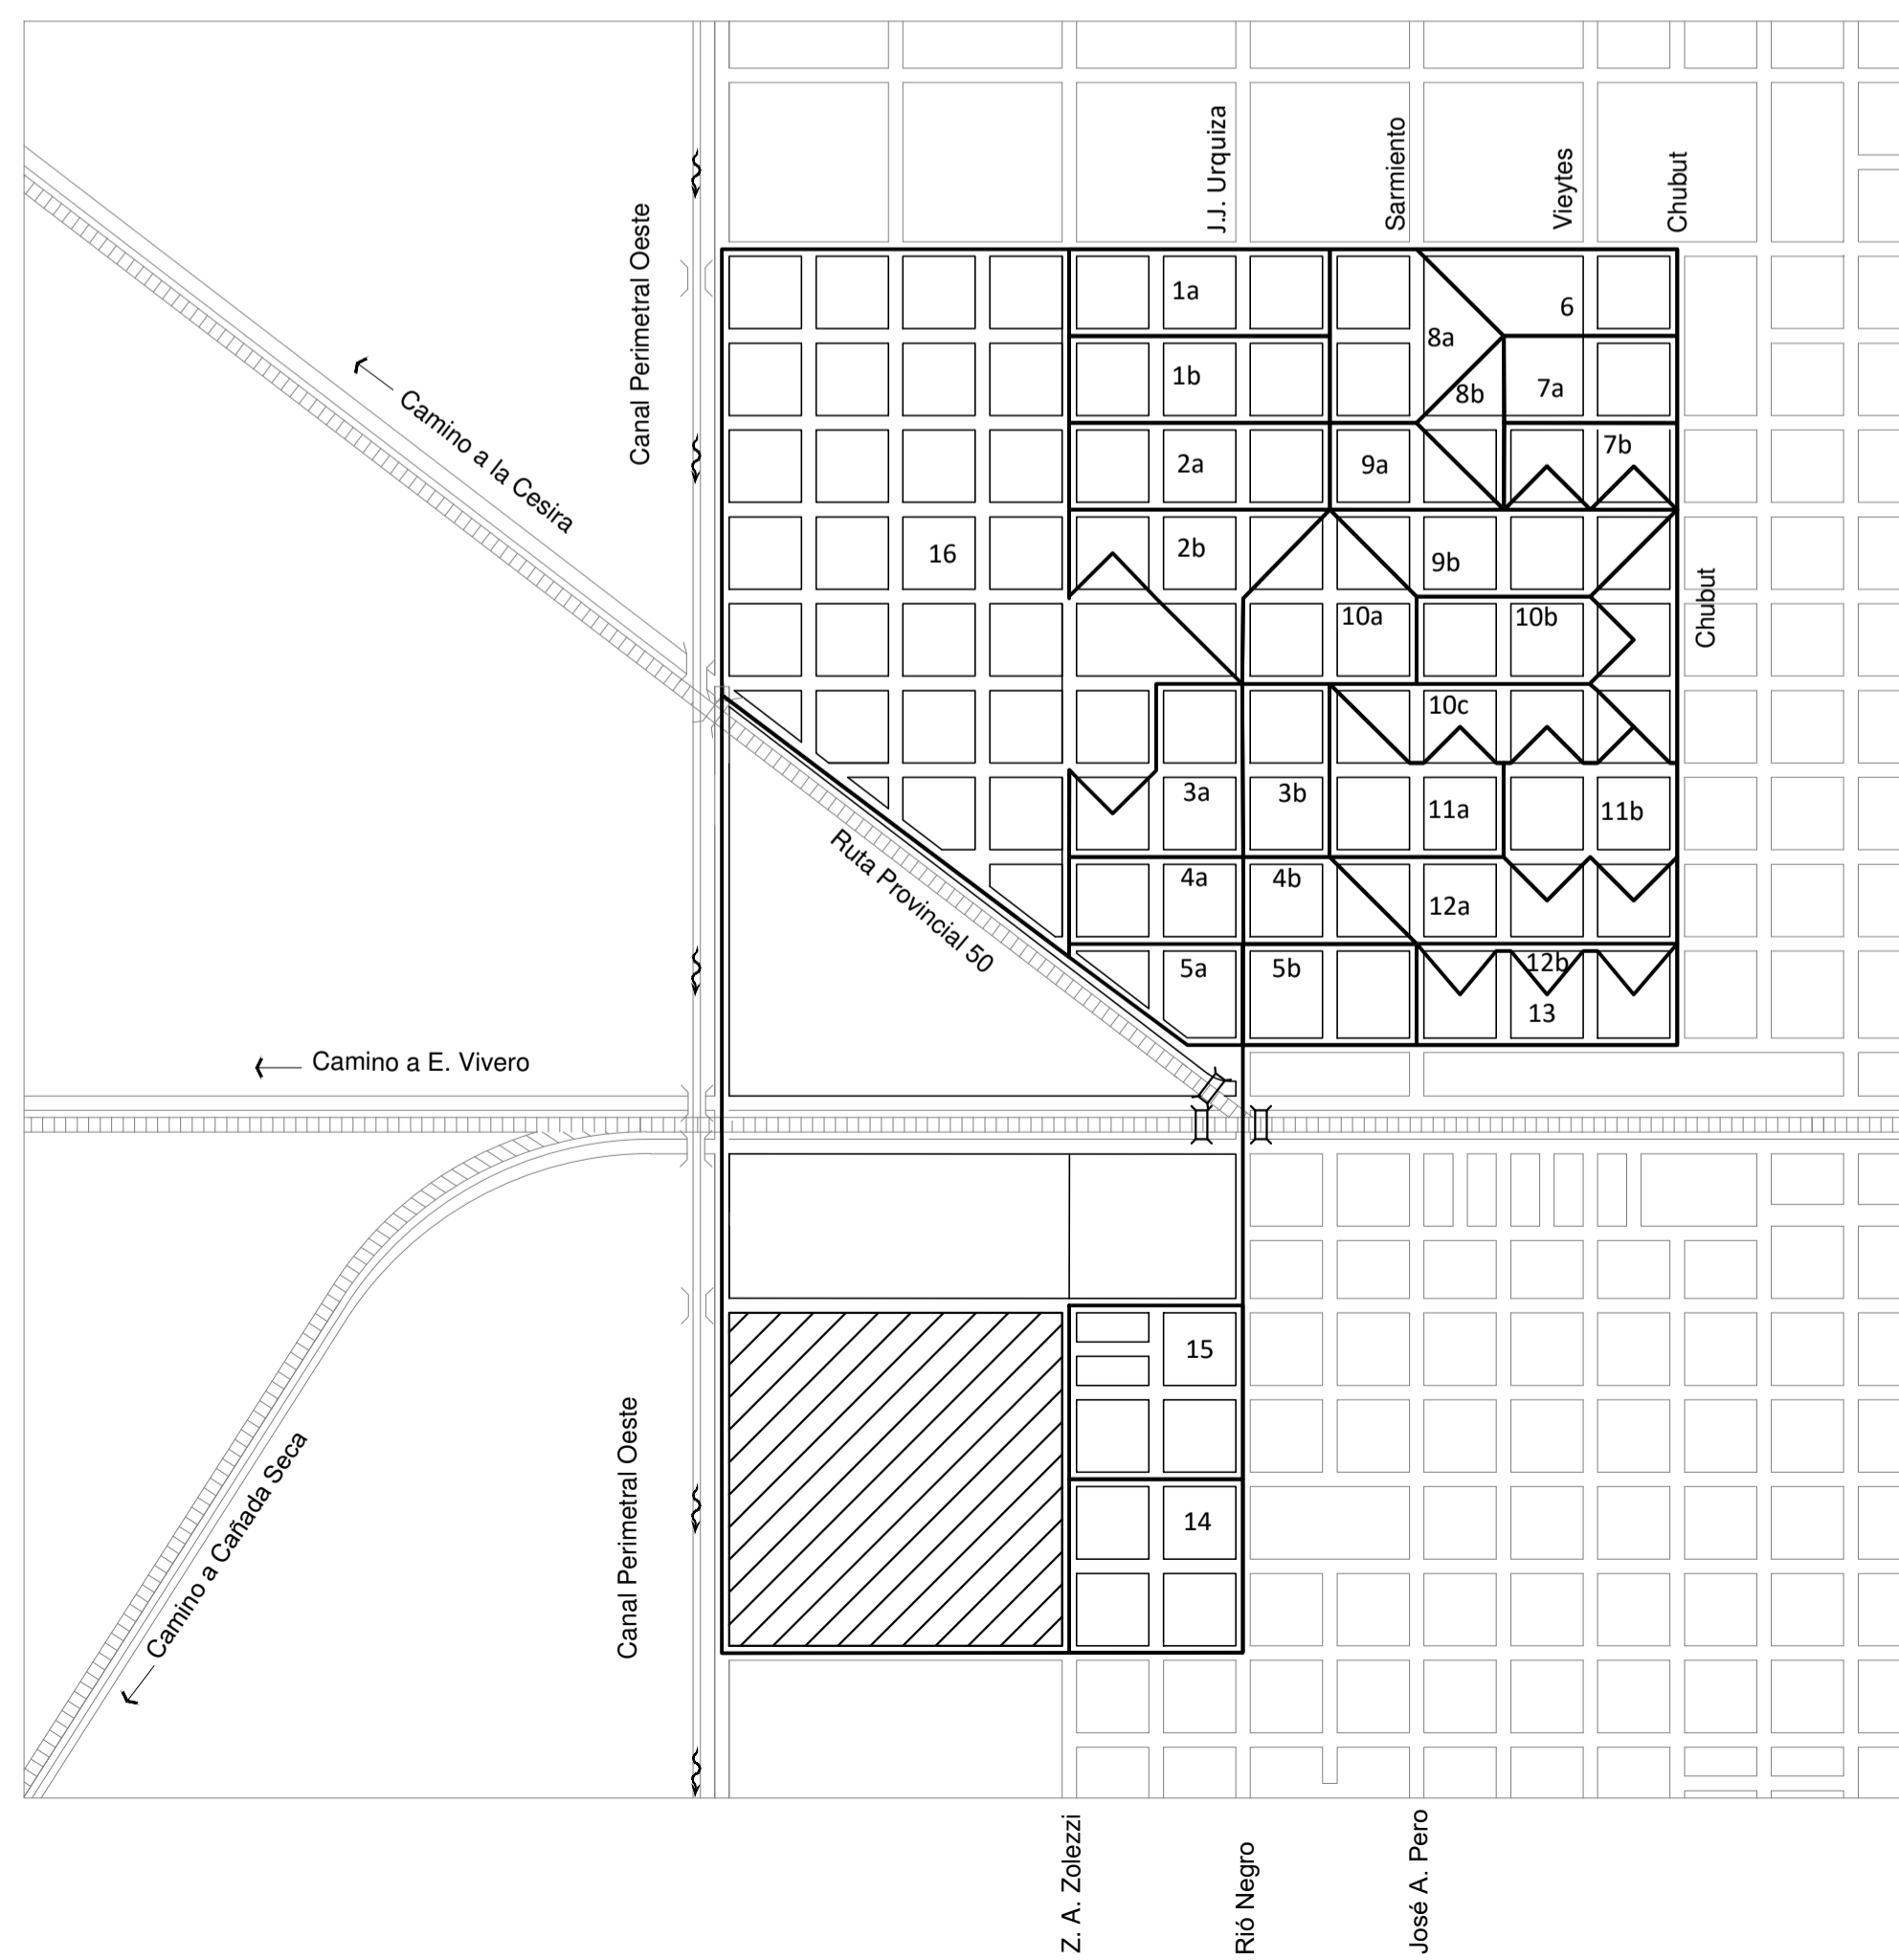 J.J. Urquiza
Sarmiento
Vieytes
Chubut
Canal Perimetral Oeste
Camino a la Cesira
1a
6
8a
1b
8b
7a
2a
9a
7b
16
2b
9b
Chubut
10a
10b
10c
3a
3b
11a
11b
Ruta Provincial 50
4a
4b
12a
5a
5b
12b
13
Camino a E. Vivero
15
Canal Perimetral Oeste
Camino a Cañada Seca
14
Z. A. Zolezzi
Rió Negro
José A. Pero